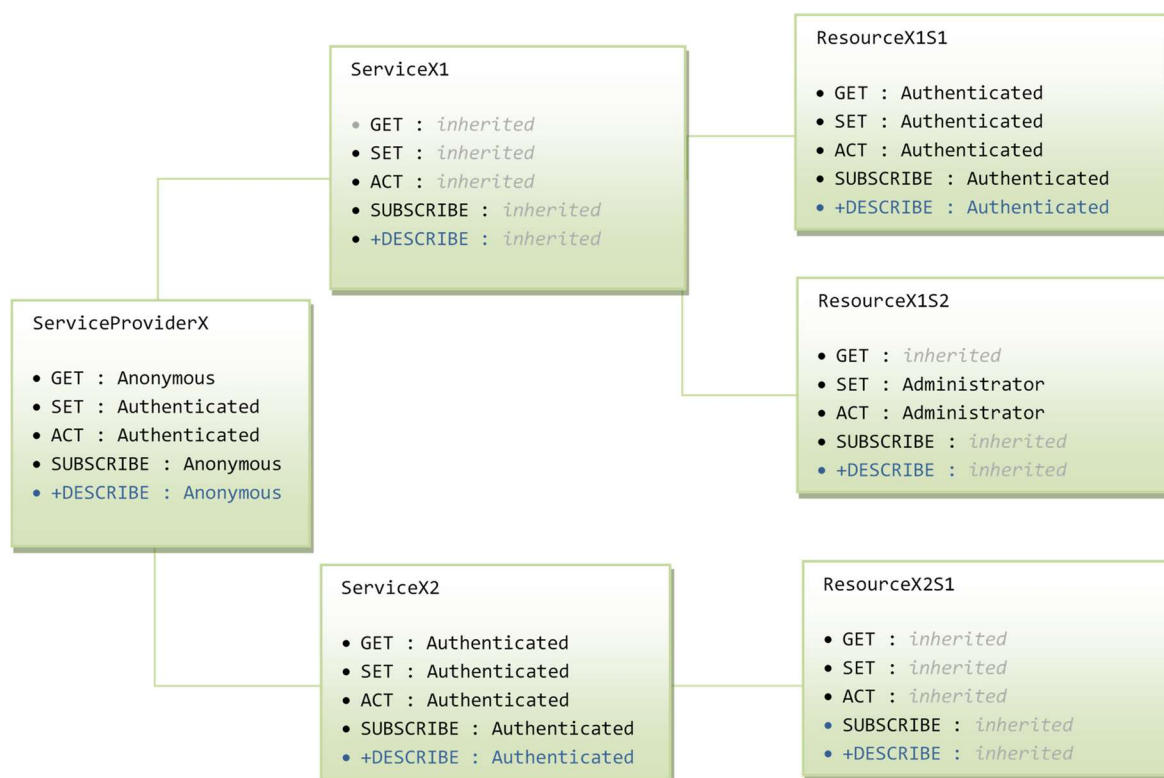 ServiceX1
• GET : inherited
• SET : inherited
• ACT : inherited
• SUBSCRIBE : inherited
• +DESCRIBE : inherited
ResourceX1S1
• GET : Authenticated
• SET : Authenticated
• ACT : Authenticated
• SUBSCRIBE : Authenticated
• +DESCRIBE : Authenticated
ServiceProviderX
• GET : Anonymous
• SET : Authenticated
• ACT : Authenticated
• SUBSCRIBE : Anonymous
• +DESCRIBE : Anonymous
ResourceX1S2
• GET : inherited
• SET : Administrator
• ACT : Administrator
• SUBSCRIBE : inherited
• +DESCRIBE : inherited
ServiceX2
• GET : Authenticated
• SET : Authenticated
• ACT : Authenticated
• SUBSCRIBE : Authenticated
• +DESCRIBE : Authenticated
ResourceX2S1
• GET : inherited
• SET : inherited
• ACT : inherited
• SUBSCRIBE : inherited
• +DESCRIBE : inherited